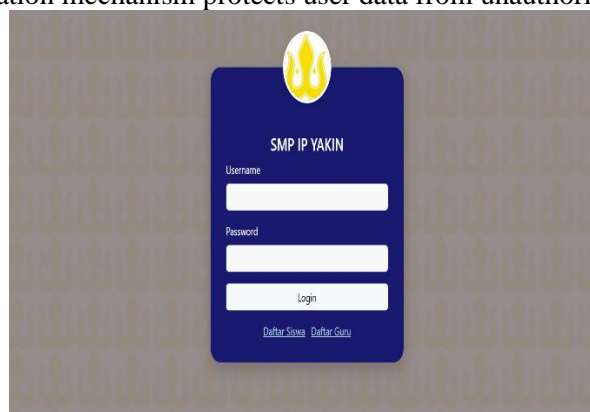 ation mechanism protects user data from unauthori
SMP IP YAKIN
Username
Password
Login
Daftar Siswa Daftar Guru